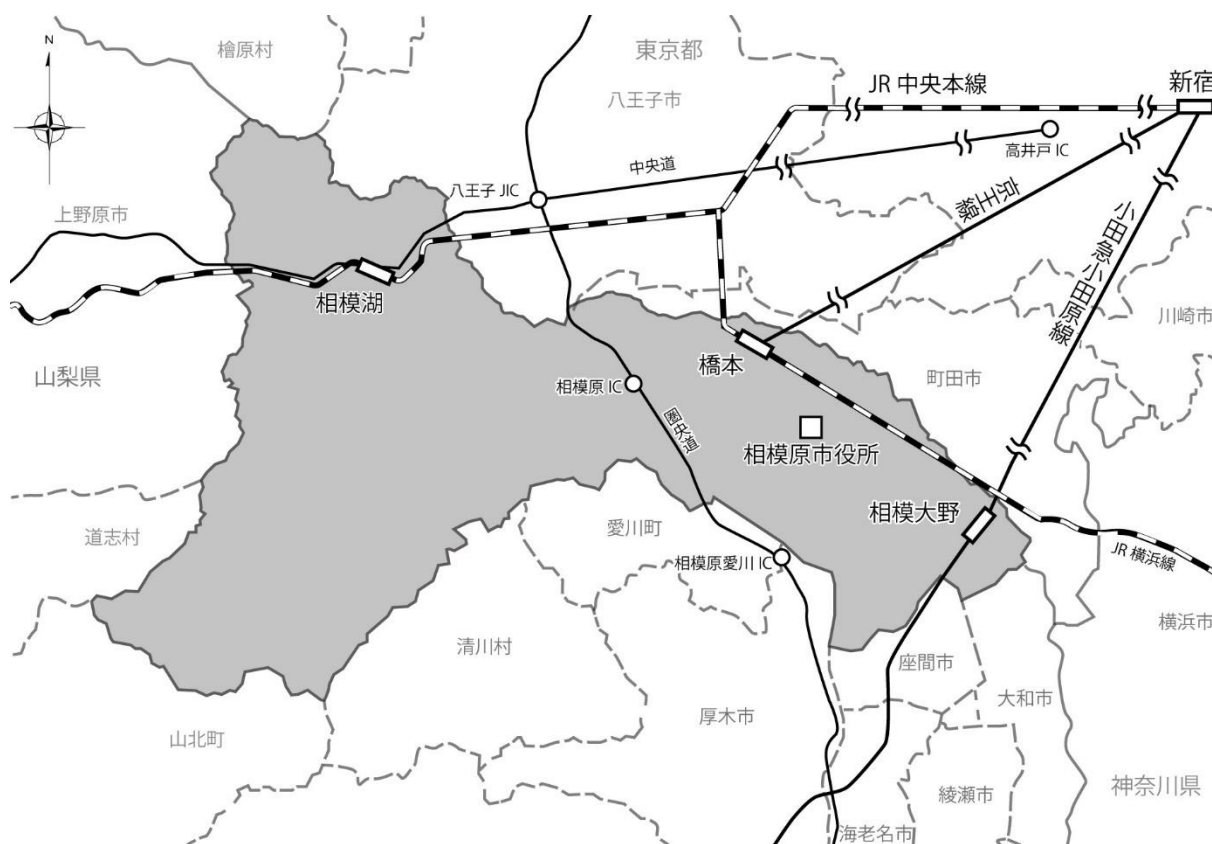 N
檜原村
東京都
八王子市
JR 中央本線
新宿
高井戸 IC
中央道
八王子 JIC
京王線
小田急小田原線
上野原市
相模湖
川崎市
山梨県
橋本
町田市
相模原 IC
圏央道
相模原市役所
相模大野
道志村
愛川町
相模原愛川 IC
JR 横浜線
横浜市
清川村
座間市
大和市
厚木市
山北町
綾瀬市
神奈川県
海老名市